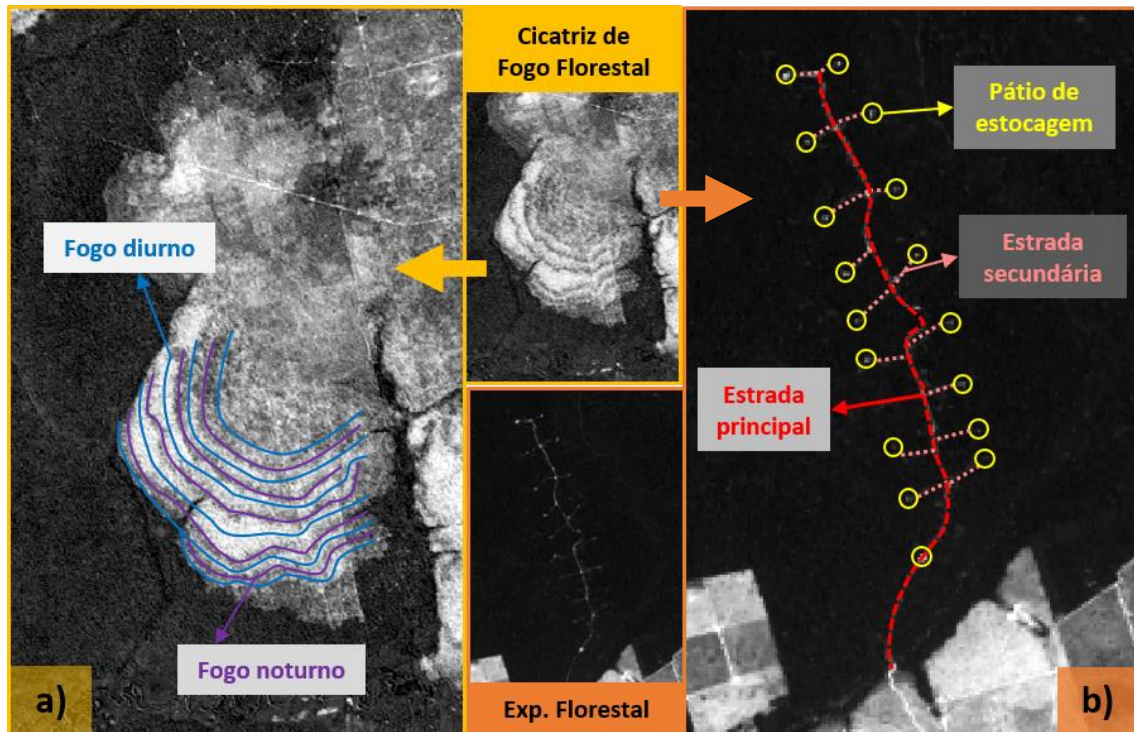 Cicatriz de
Fogo Florestal
Pátio de
estocagem
Fogo diurno
Estrada
secundária
Estrada
principal
Fogo noturno
a)
Exp. Florestal
b)